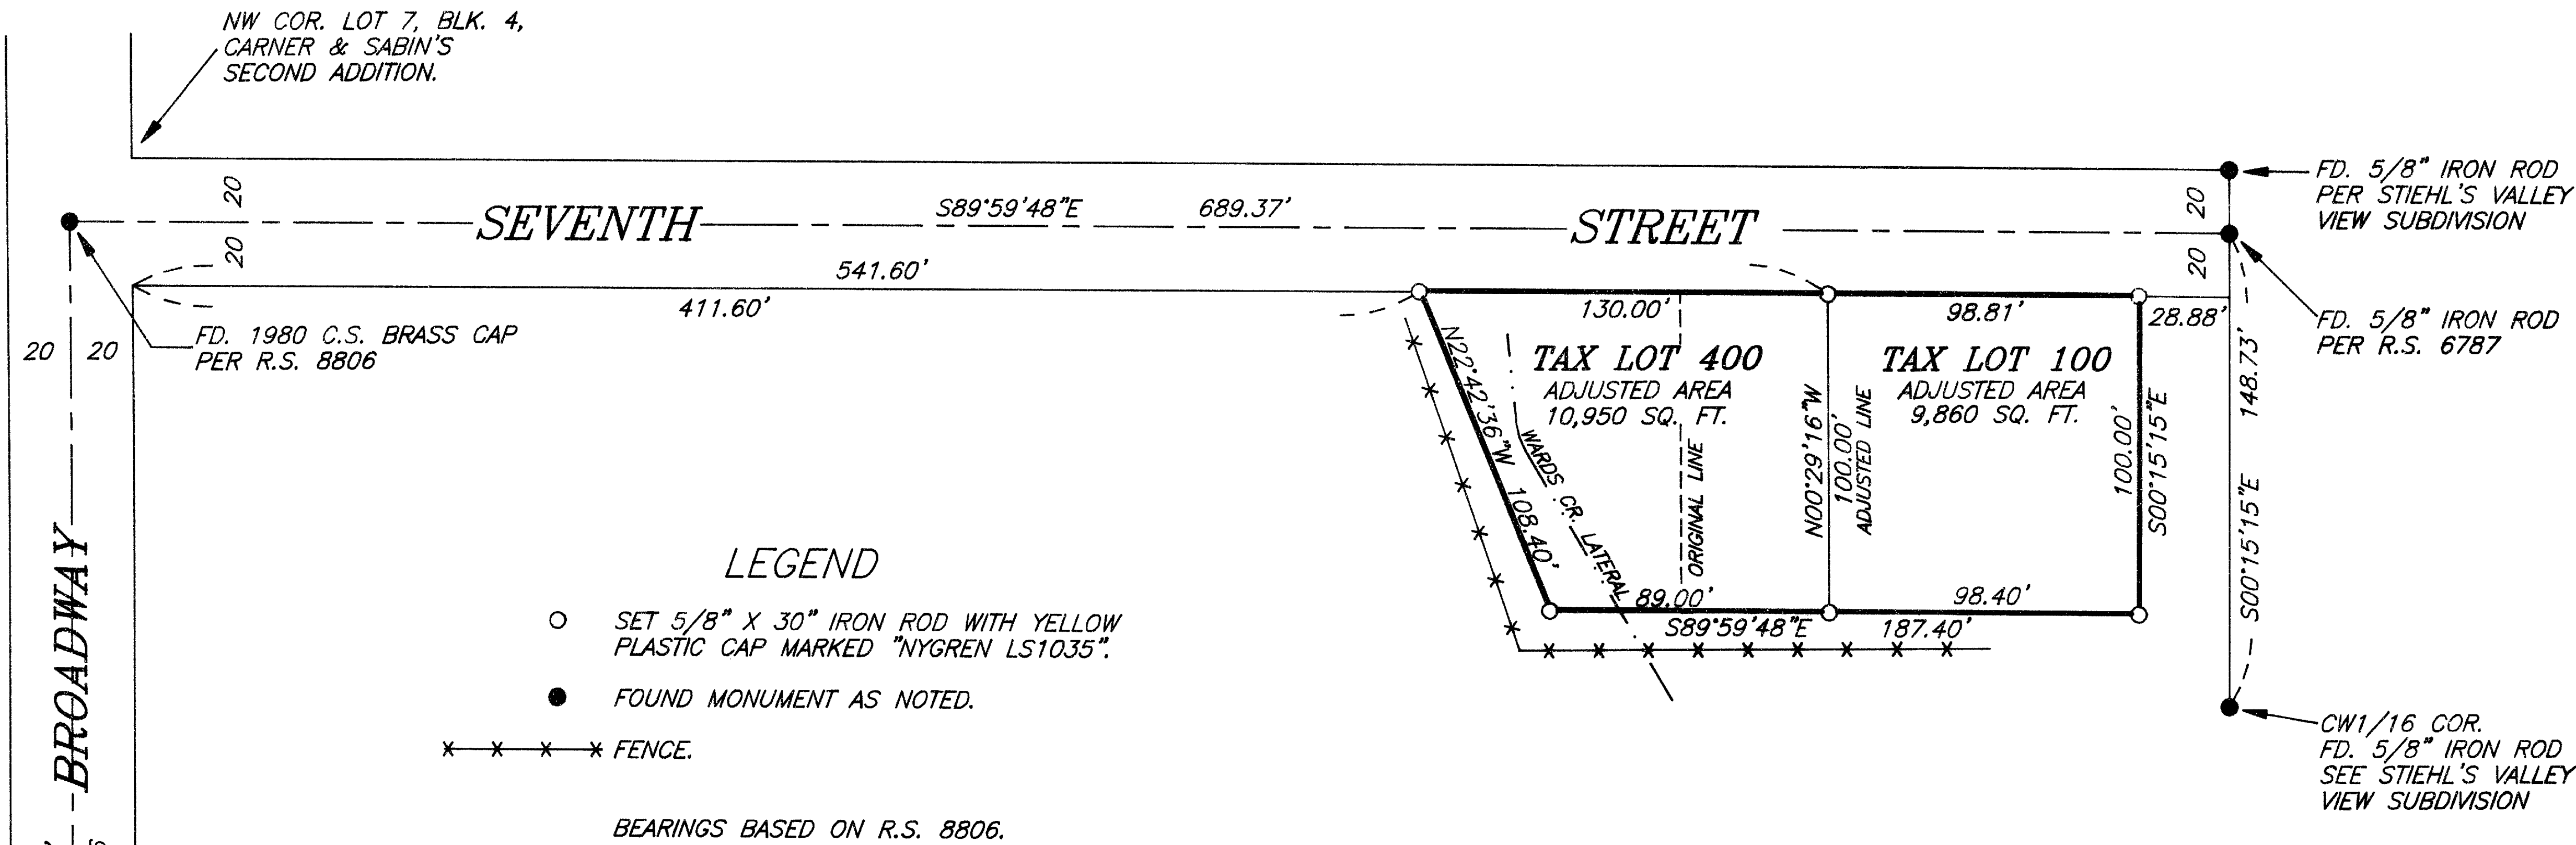 NW COR. LOT 7, BLK. 4,
CARNER & SABIN'S
SECOND ADDITION.
FD. 5/8" IRON ROD
PER STIEHL'S VALLEY
VIEW SUBDIVISION
20
20
20
20
SEVENTH
S89°59'48"E
689.37'
STREET
541.60'
411.60'
130.00'
98.81'
28.88'
FD. 1980 C.S. BRASS CAP
PER R.S. 8806
20
20
FD. 5/8" IRON ROD
PER R.S. 6787
148.73'
S00°15'15"E
N22°42'36"W
108.40'
TAX LOT 400
ADJUSTED AREA
10,950 SQ. FT.
TAX LOT 100
ADJUSTED AREA
9,860 SQ. FT.
WARDS CR. LATERAL
ORIGINAL LINE
N00°29'16"W
100.00'
ADJUSTED LINE
100.00'
S00°15'15"E
89.00'
98.40'
S89°59'48"E
187.40'
BROADWAY
LEGEND
SET 5/8" X 30" IRON ROD WITH YELLOW
PLASTIC CAP MARKED "NYGREN LS1035".
FOUND MONUMENT AS NOTED.
FENCE.
CW1/16 COR.
FD. 5/8" IRON ROD
SEE STIEHL'S VALLEY
VIEW SUBDIVISION
BEARINGS BASED ON R.S. 8806.